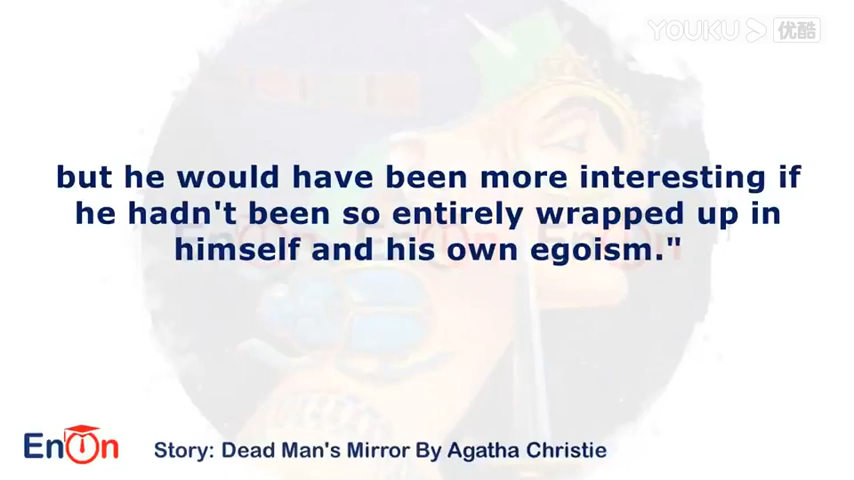 YOUKU 优酷
but he would have been more interesting if
he hadn't been so entirely wrapped up in
himself and his own egoism."
EnOn
Story: Dead Man's Mirror By Agatha Christie